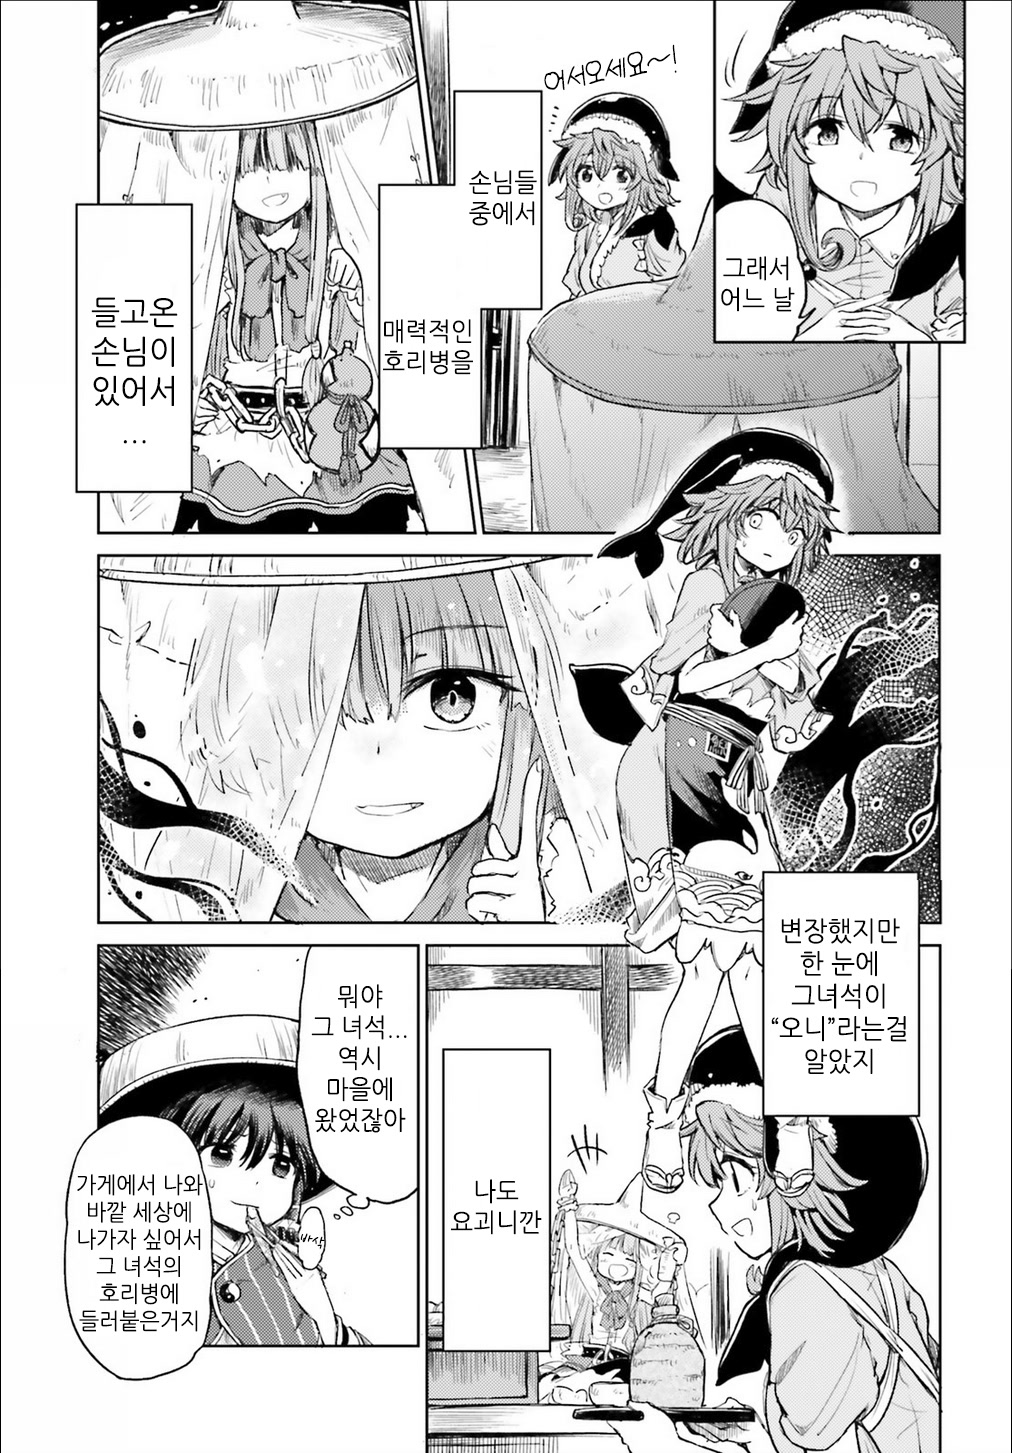 그래서
어느 날
어서오세요~!
손님들
중에서
매력적인
호리병을
들고온
손님이
있어서
...
변장했지만
한 눈에
그녀석이
“오니”라는걸
알았지
나도
요괴니깐
뭐야
그 녀석...
역시
마을에
왔었잖아
바삭
가게에서 나와
바깥 세상에
나가자 싶어서
그 녀석의
호리병에
들러붙은거지